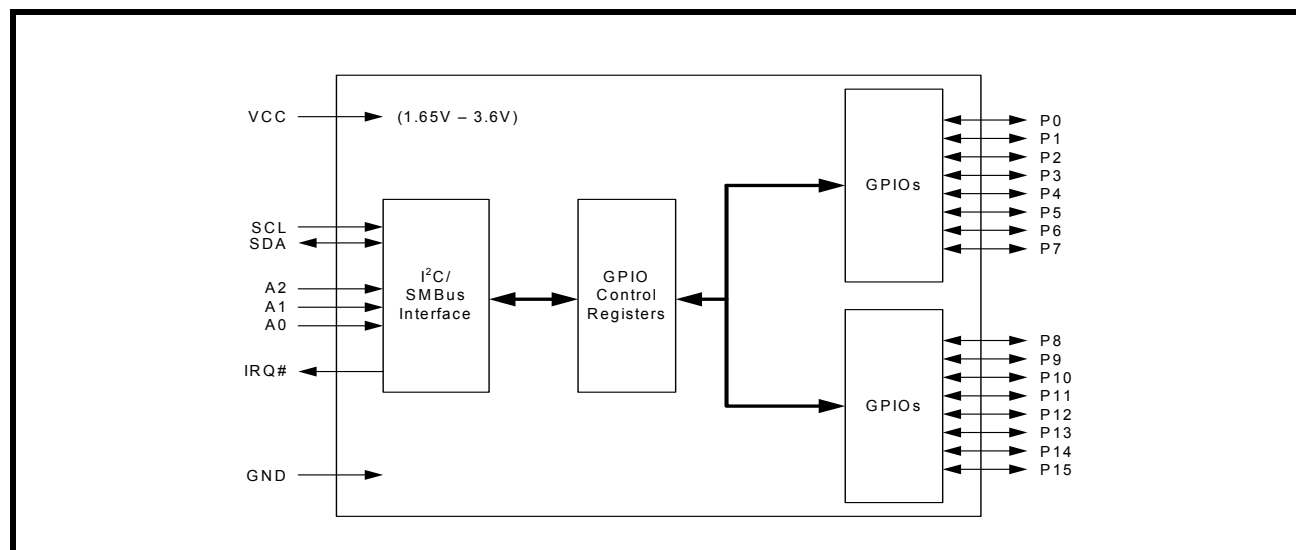 VCC
(1.65V – 3.6V)
SCL
SDA
A2
A1
A0
IRQ#
GND
I²C/
SMBus
Interface
GPIO
Control
Registers
GPIOs
P0
P1
P2
P3
P4
P5
P6
P7
GPIOs
P8
P9
P10
P11
P12
P13
P14
P15